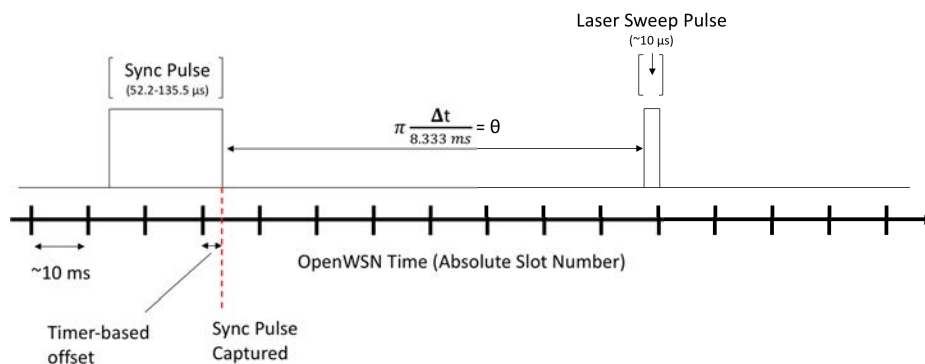 Laser Sweep Pulse
(~10 µs)
Sync Pulse
(52.2-135.5 µs)
π Δt / 8.333 ms = θ
OpenWSN Time (Absolute Slot Number)
~10 ms
Timer-based
offset
Sync Pulse
Captured